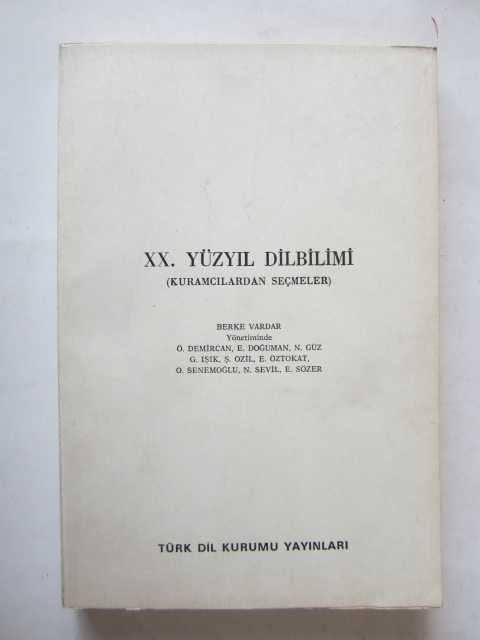 XX. YÜZYIL DİLBİLİMİ
(KURAMCILARDAN SEÇMELER)
BERKE VARDAR
Yönetiminde
Ö. DEMİRCAN, E. DOĞUMAN, N. GÜZ
G. IŞIK, Ş. OZİL, E. ÖZTOKAT,
O. SENEMOĞLU, N. SEVİL, E. SÖZER
TÜRK DİL KURUMU YAYINLARI